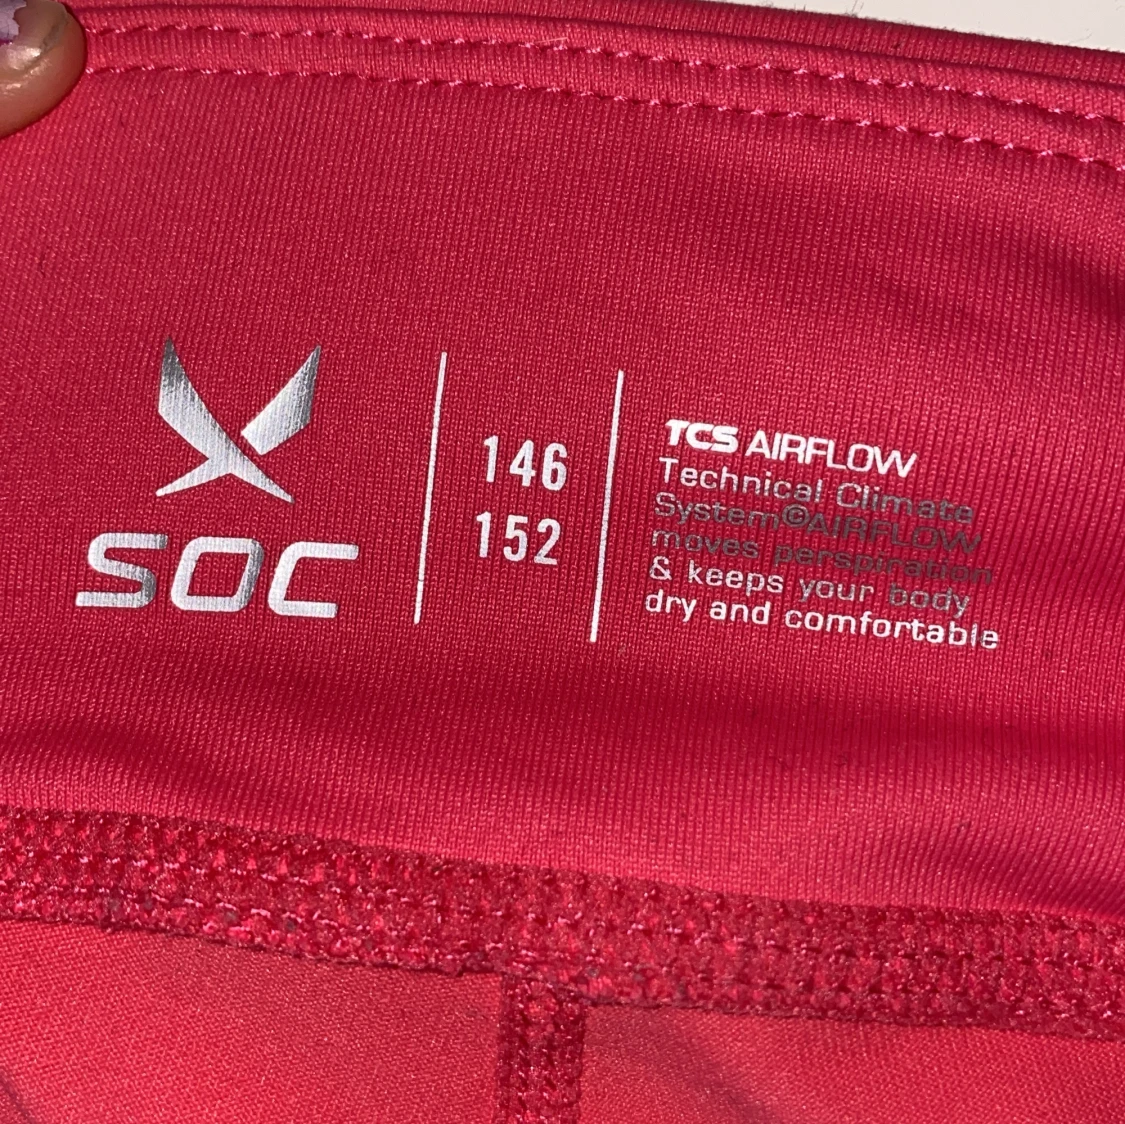 SOC
146
152
TCS AIRFLOW
Technical Climate
System©AIRFLOW
moves perspiration
& keeps your body
dry and comfortable